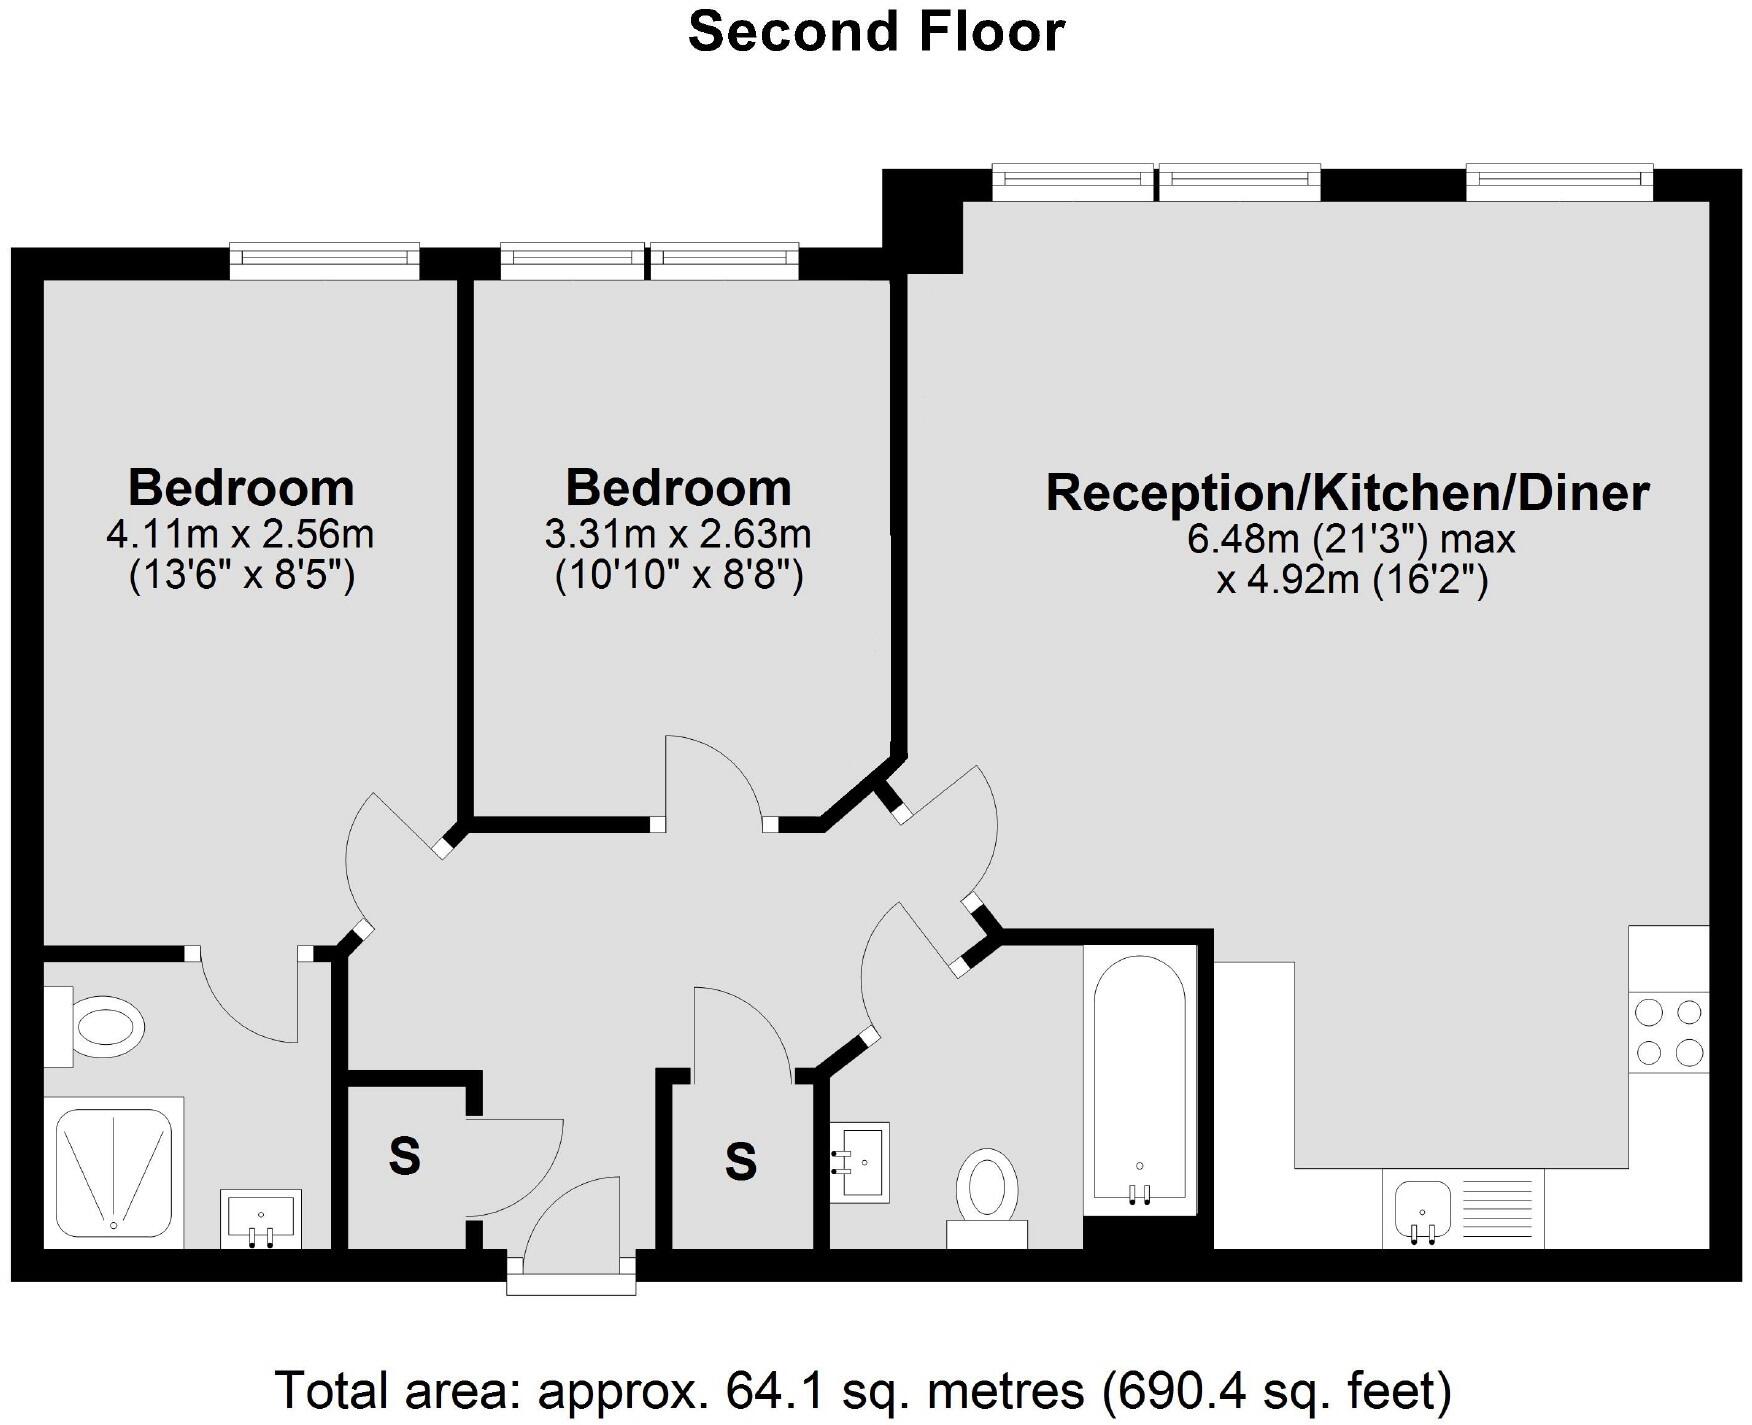 Second Floor
Bedroom
4.11m x 2.56m
(13'6" x 8'5")
Bedroom
3.31m x 2.63m
(10'10" x 8'8")
Reception/Kitchen/Diner
6.48m (21'3") max
x 4.92m (16'2")
S
S
Total area: approx. 64.1 sq. metres (690.4 sq. feet)